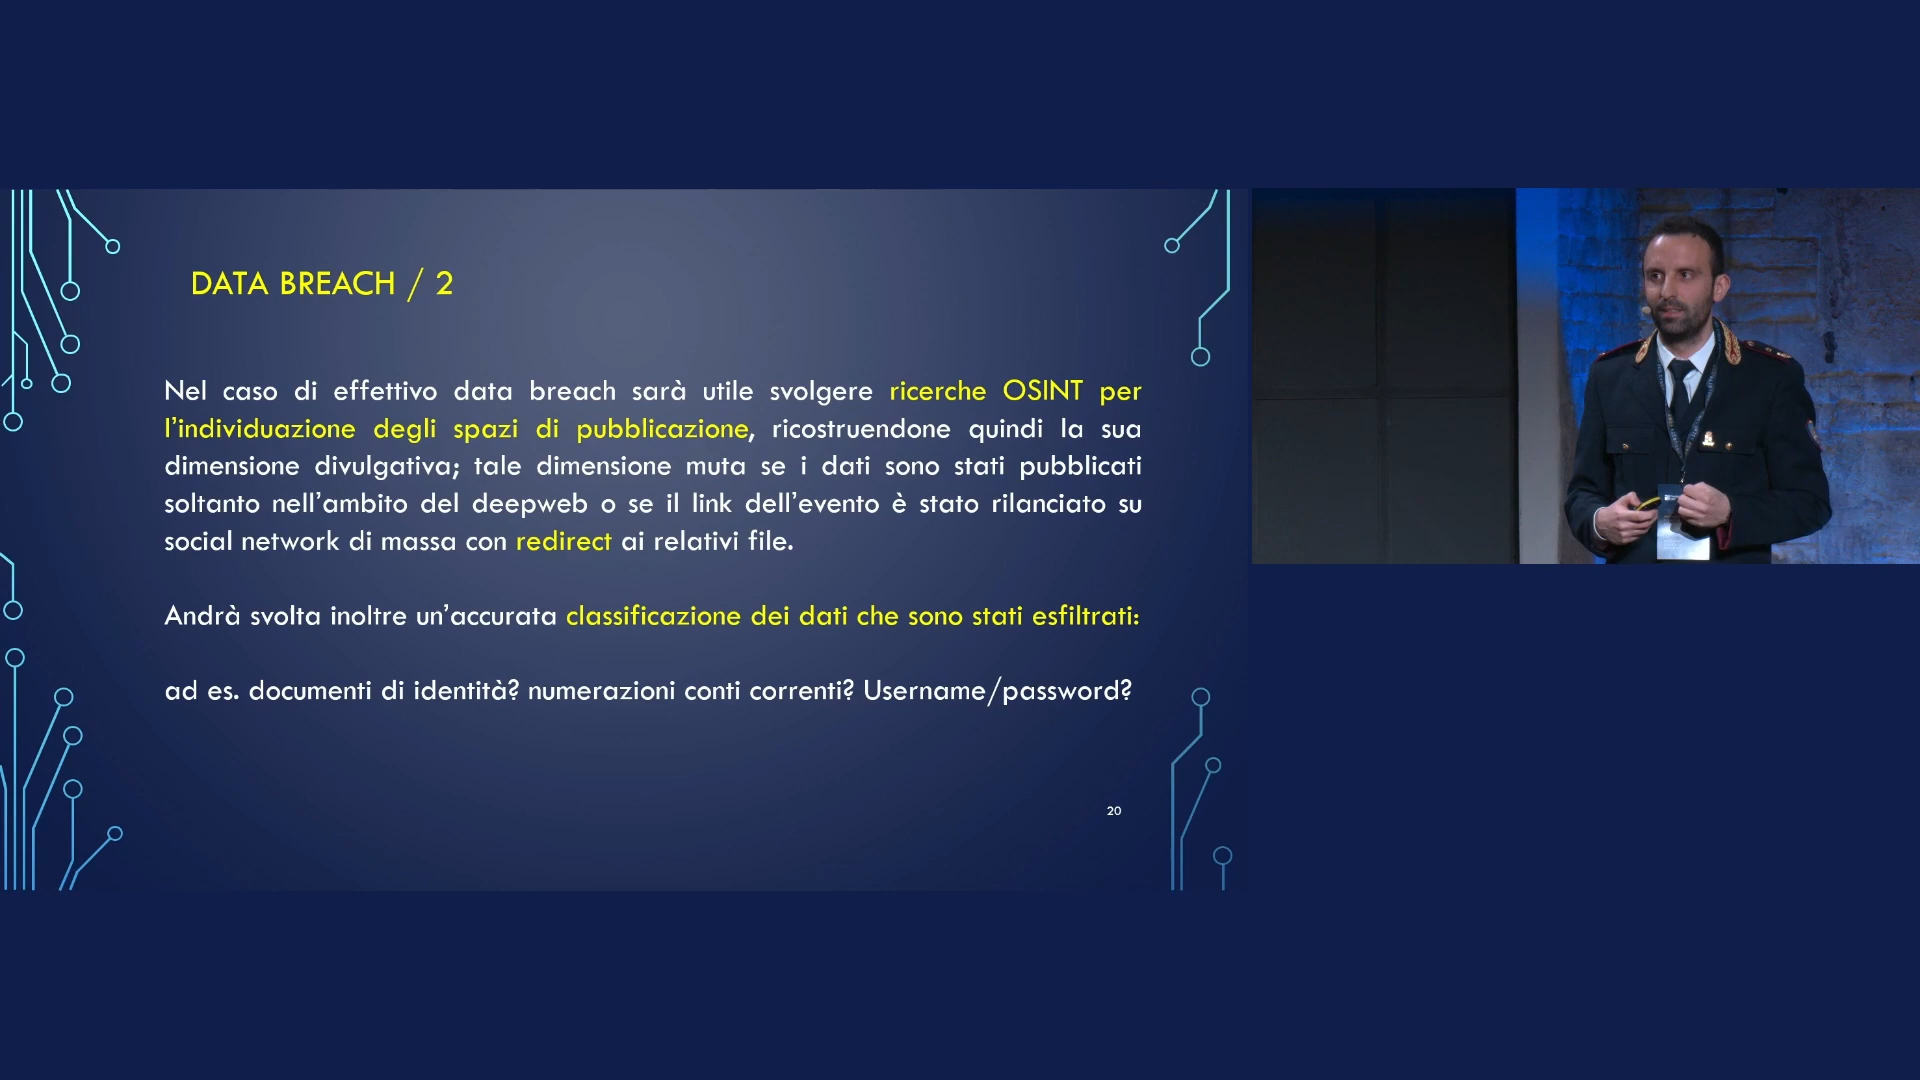 DATA BREACH / 2
Nel caso di effettivo data breach sarà utile svolgere ricerche OSINT per
l'individuazione degli spazi di pubblicazione, ricostruendone quindi la sua
dimensione divulgativa; tale dimensione muta se i dati sono stati pubblicati
soltanto nell'ambito del deepweb o se il link dell'evento è stato rilanciato su
social network di massa con redirect ai relativi file.
Andrà svolta inoltre un'accurata classificazione dei dati che sono stati esfiltrati:
ad es. documenti di identità? numerazioni conti correnti? Username/password?
20